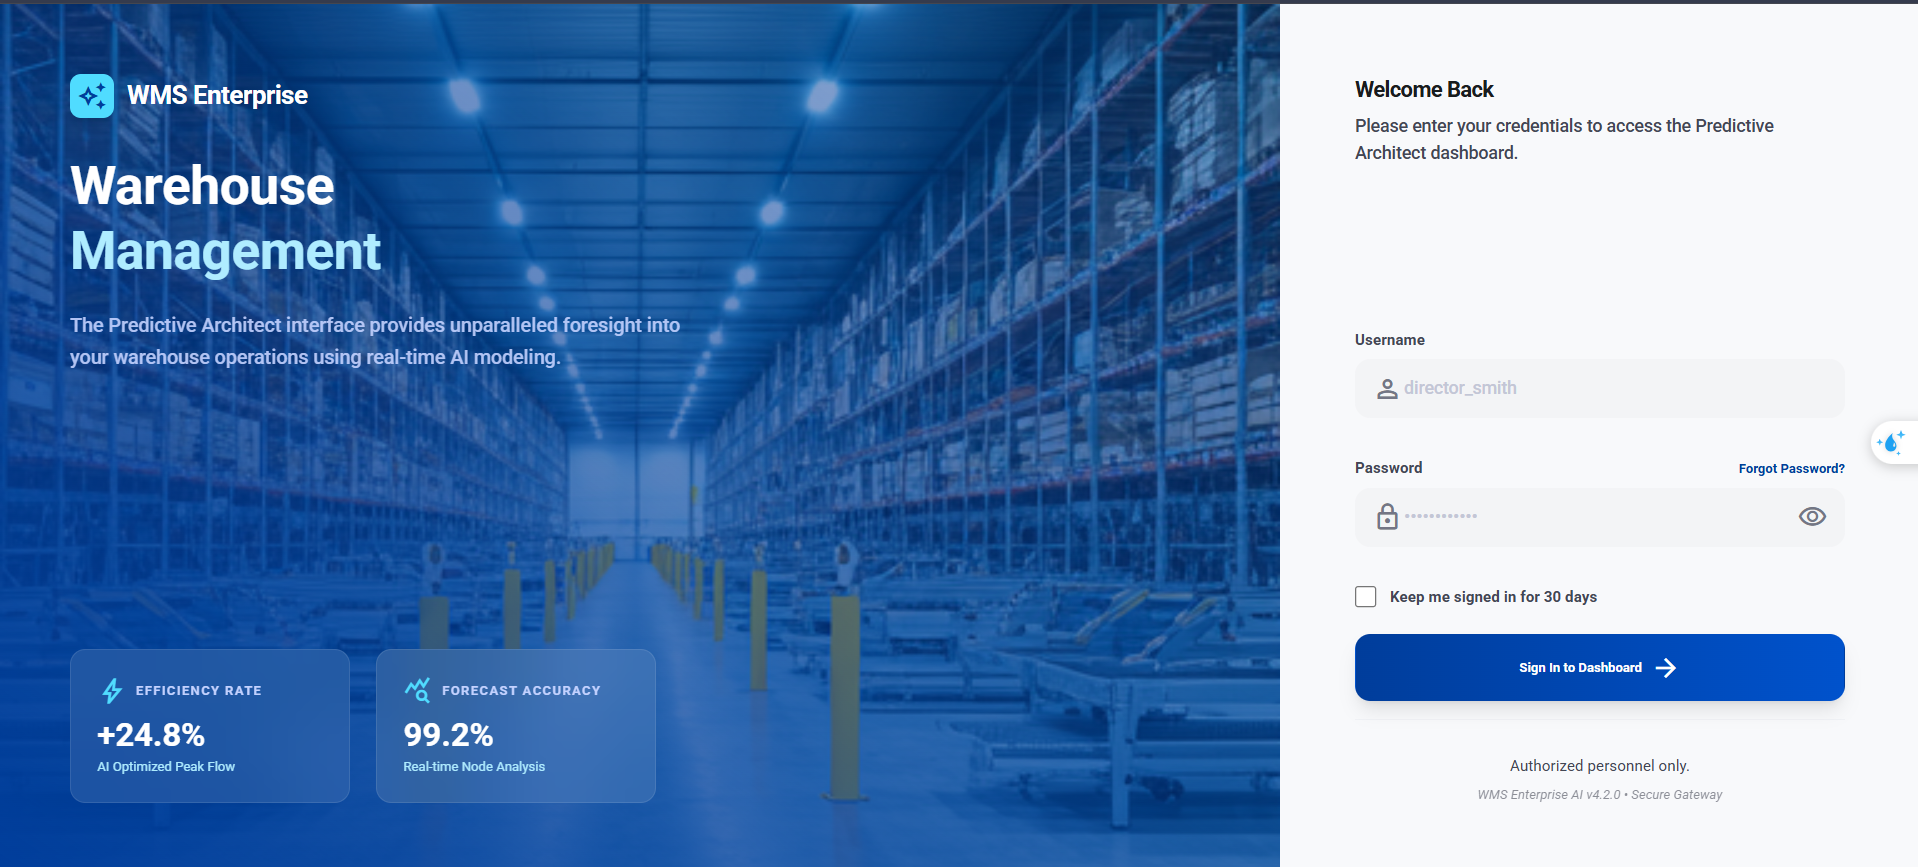 WMS Enterprise
Warehouse
Management
The Predictive Architect interface provides unparalleled foresight into
your warehouse operations using real-time AI modeling.
EFFICIENCY RATE
+24.8%
AI Optimized Peak Flow
FORECAST ACCURACY
99.2%
Real-time Node Analysis
Welcome Back
Please enter your credentials to access the Predictive
Architect dashboard.
Username
director_smith
Password
Forgot Password?
••••••••••••
Keep me signed in for 30 days
Sign In to Dashboard
Authorized personnel only.
WMS Enterprise AI v4.2.0 • Secure Gateway